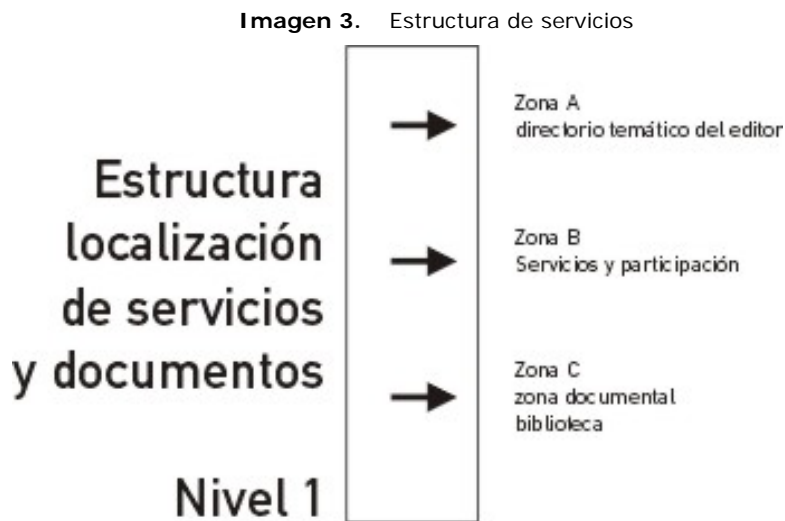 Imagen 3. Estructura de servicios
Estructura
localización
de servicios
y documentos
Nivel 1
Zona A
directorio temático del editor
Zona B
Servicios y participación
Zona C
zona documental
biblioteca